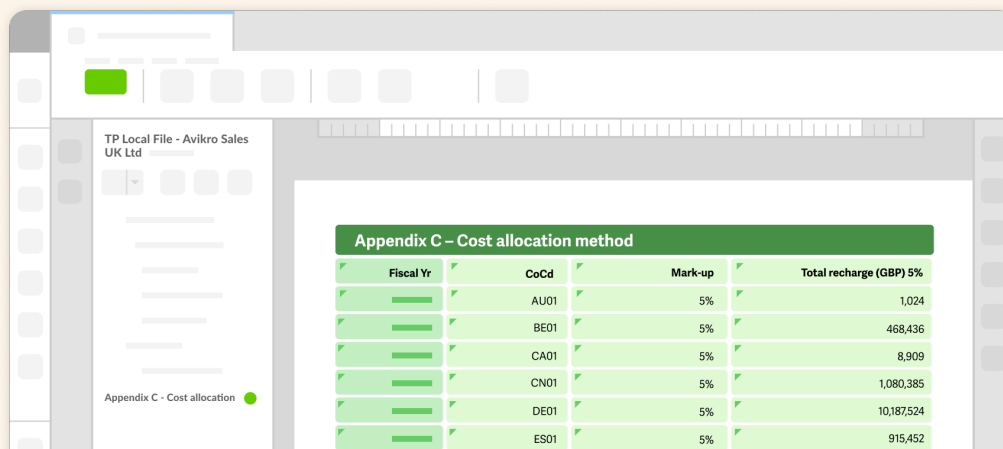 TP Local File - Avikro Sales
UK Ltd
Appendix C - Cost allocation
Appendix C – Cost allocation method
Fiscal Yr CoCd Mark-up Total recharge (GBP) 5%
AU01 5% 1,024
BE01 5% 468,436
CA01 5% 8,909
CN01 5% 1,080,385
DE01 5% 10,187,524
ES01 5% 915,452